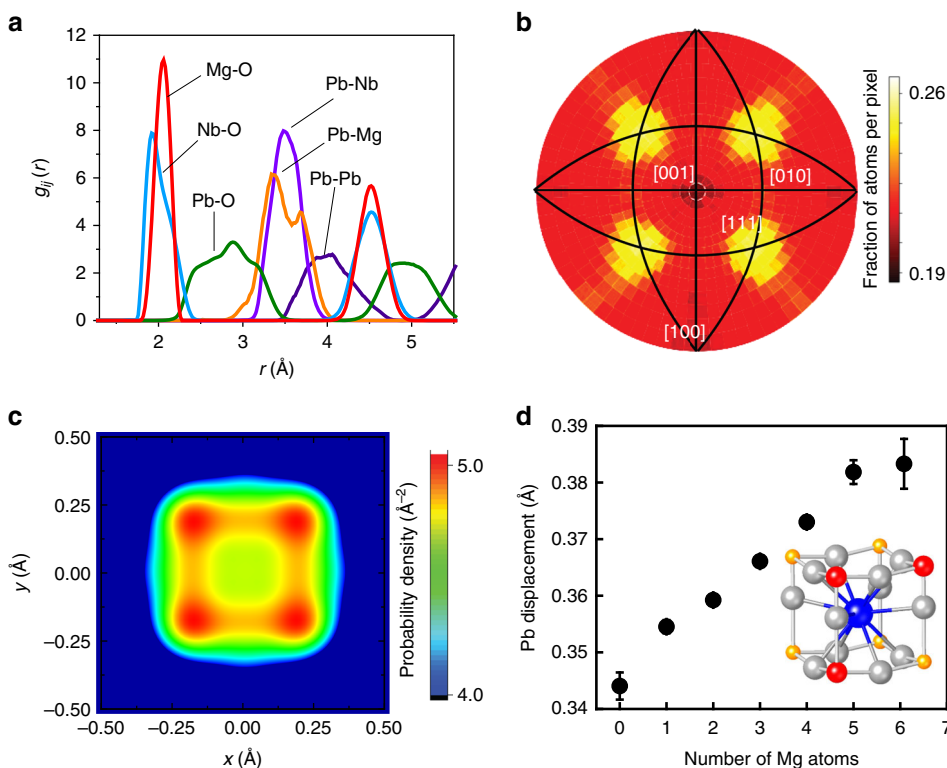 a
12
10
8
6
4
2
0
g_ij (r)
Mg-O
Nb-O
Pb-O
Pb-Nb
Pb-Mg
Pb-Pb
2
3
4
5
r (Å)
b
[001]
[010]
[111]
[100]
0.26
0.19
Fraction of atoms per pixel
c
0.50
0.25
0.00
–0.25
–0.50
y (Å)
–0.50
–0.25
0.00
0.25
0.50
x (Å)
5.0
4.0
Probability density (Å⁻²)
d
0.39
0.38
0.37
0.36
0.35
0.34
Pb displacement (Å)
0
1
2
3
4
5
6
7
Number of Mg atoms